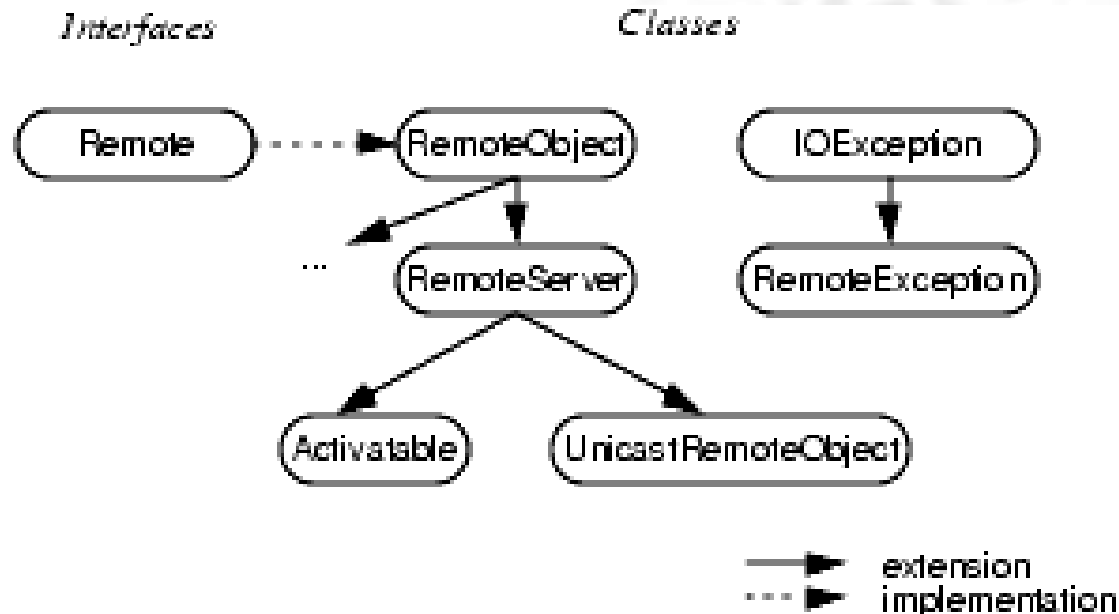 Interfaces
Classes
Remote
RemoteObject
IOException
...
RemoteServer
RemoteException
Activatable
UnicastRemoteObject
extension
implementation